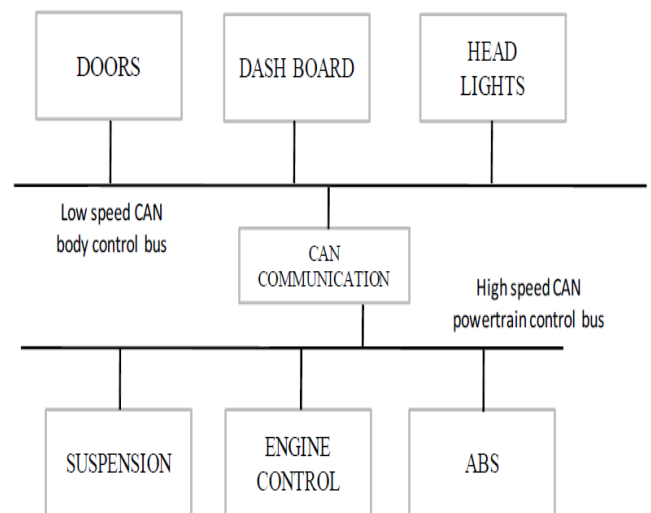 DOORS
DASH BOARD
HEAD
LIGHTS
Low speed CAN
body control bus
CAN
COMMUNICATION
High speed CAN
powertrain control bus
SUSPENSION
ENGINE
CONTROL
ABS